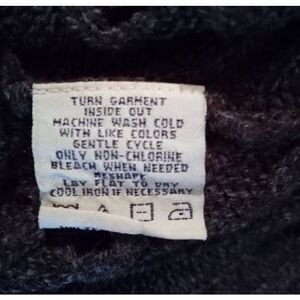 TURN GARMENT
INSIDE OUT
MACHINE WASH COLD
WITH LIKE COLORS
GENTLE CYCLE
ONLY NON-CHLORINE
BLEACH WHEN NEEDED
RESHAPE
LAY FLAT TO DRY
COOL IRON IF NECESSARY